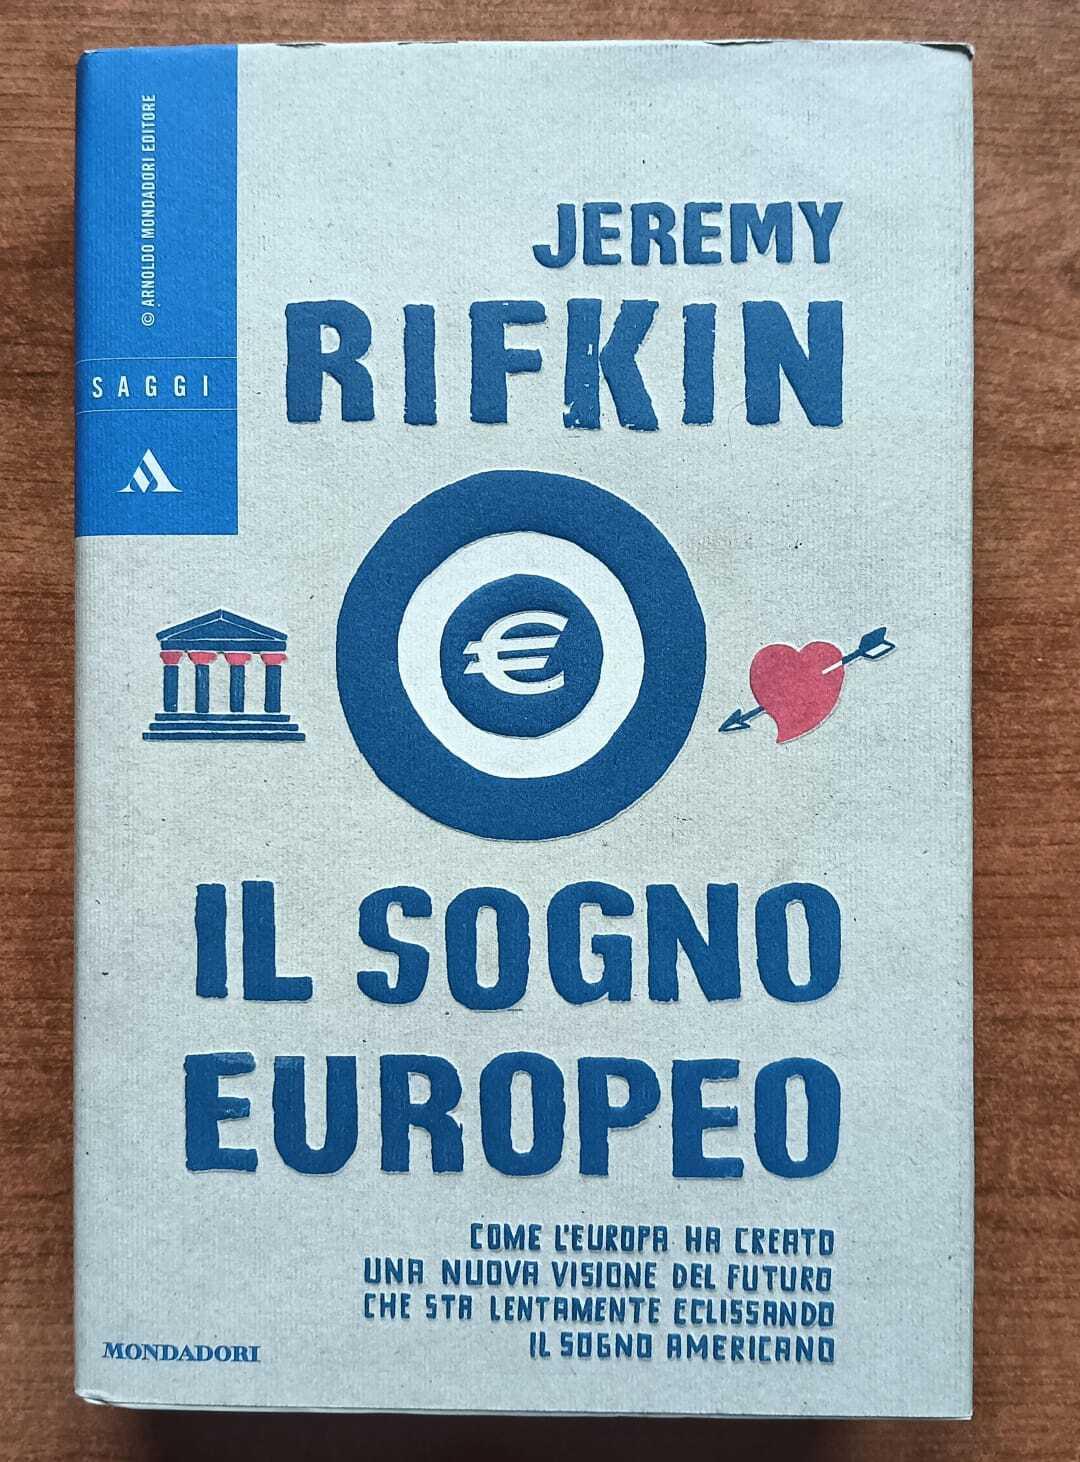 © ARNOLDO MONDADORI EDITORE
SAGGI
JEREMY
RIFKIN
€
IL SOGNO
EUROPEO
COME L'EUROPA HA CREATO
UNA NUOVA VISIONE DEL FUTURO
CHE STA LENTAMENTE ECLISSANDO
IL SOGNO AMERICANO
MONDADORI